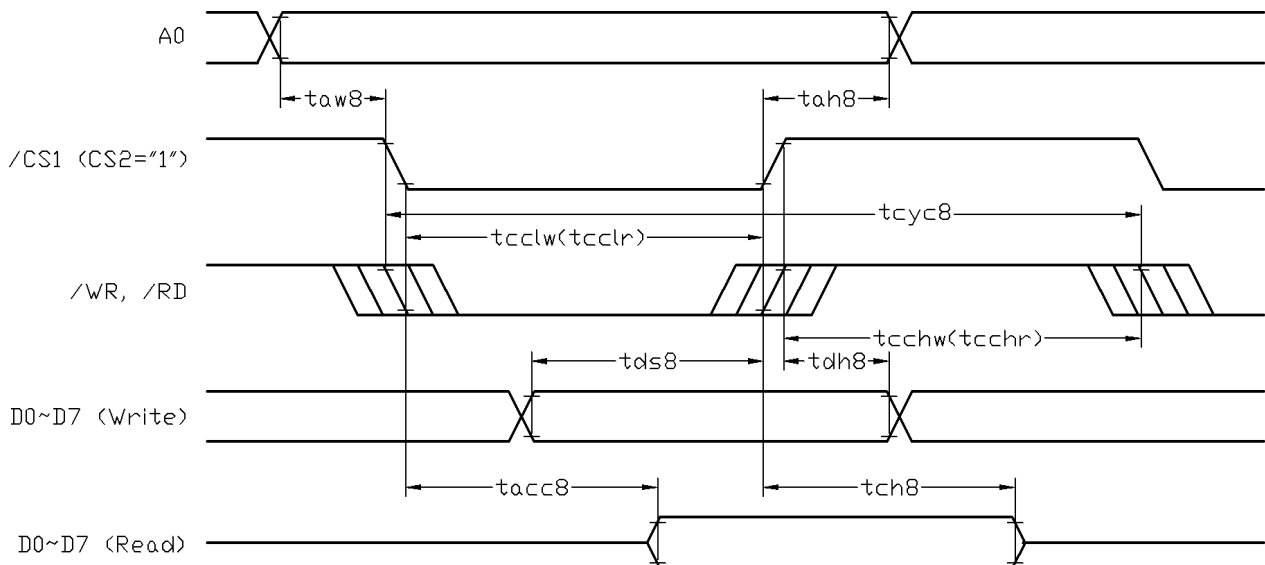 A0
taw8 tah8
/CS1 (CS2="1")
tcyc8
tcclw(tcclr)
/WR, /RD
tcchw(tcchr)
tds8 tdh8
D0~D7 (Write)
tacc8 tch8
D0~D7 (Read)